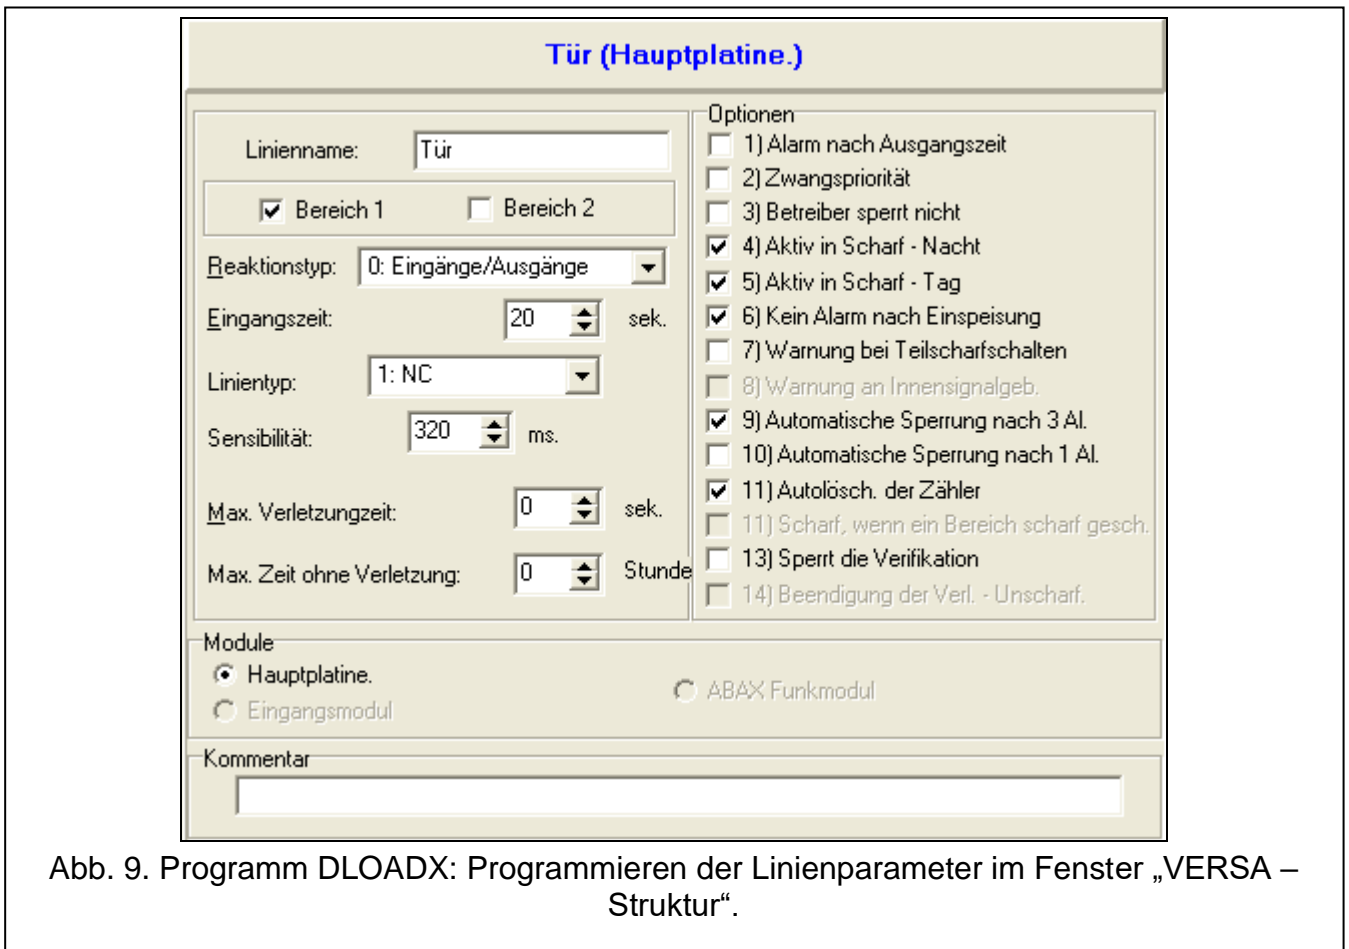 Tür (Hauptplatine.)
Linienname: Tür
Bereich 1 Bereich 2
Reaktionstyp: 0: Eingänge/Ausgänge
Eingangszeit: 20 sek.
Linientyp: 1: NC
Sensibilität: 320 ms.
Max. Verletzungzeit: 0 sek.
Max. Zeit ohne Verletzung: 0 Stunde
Optionen
1) Alarm nach Ausgangszeit
2) Zwangspriorität
3) Betreiber sperrt nicht
4) Aktiv in Scharf - Nacht
5) Aktiv in Scharf - Tag
6) Kein Alarm nach Einspeisung
7) Warnung bei Teilscharfschalten
8) Warnung an Innensignalgeb.
9) Automatische Sperrung nach 3 Al.
10) Automatische Sperrung nach 1 Al.
11) Autolösch. der Zähler
11) Scharf, wenn ein Bereich scharf gesch.
13) Sperrt die Verifikation
14) Beendigung der Verl. - Unscharf.
Module
Hauptplatine.
Eingangsmodul
ABAX Funkmodul
Kommentar
Abb. 9. Programm DLOADX: Programmieren der Linienparameter im Fenster „VERSA –
Struktur“.